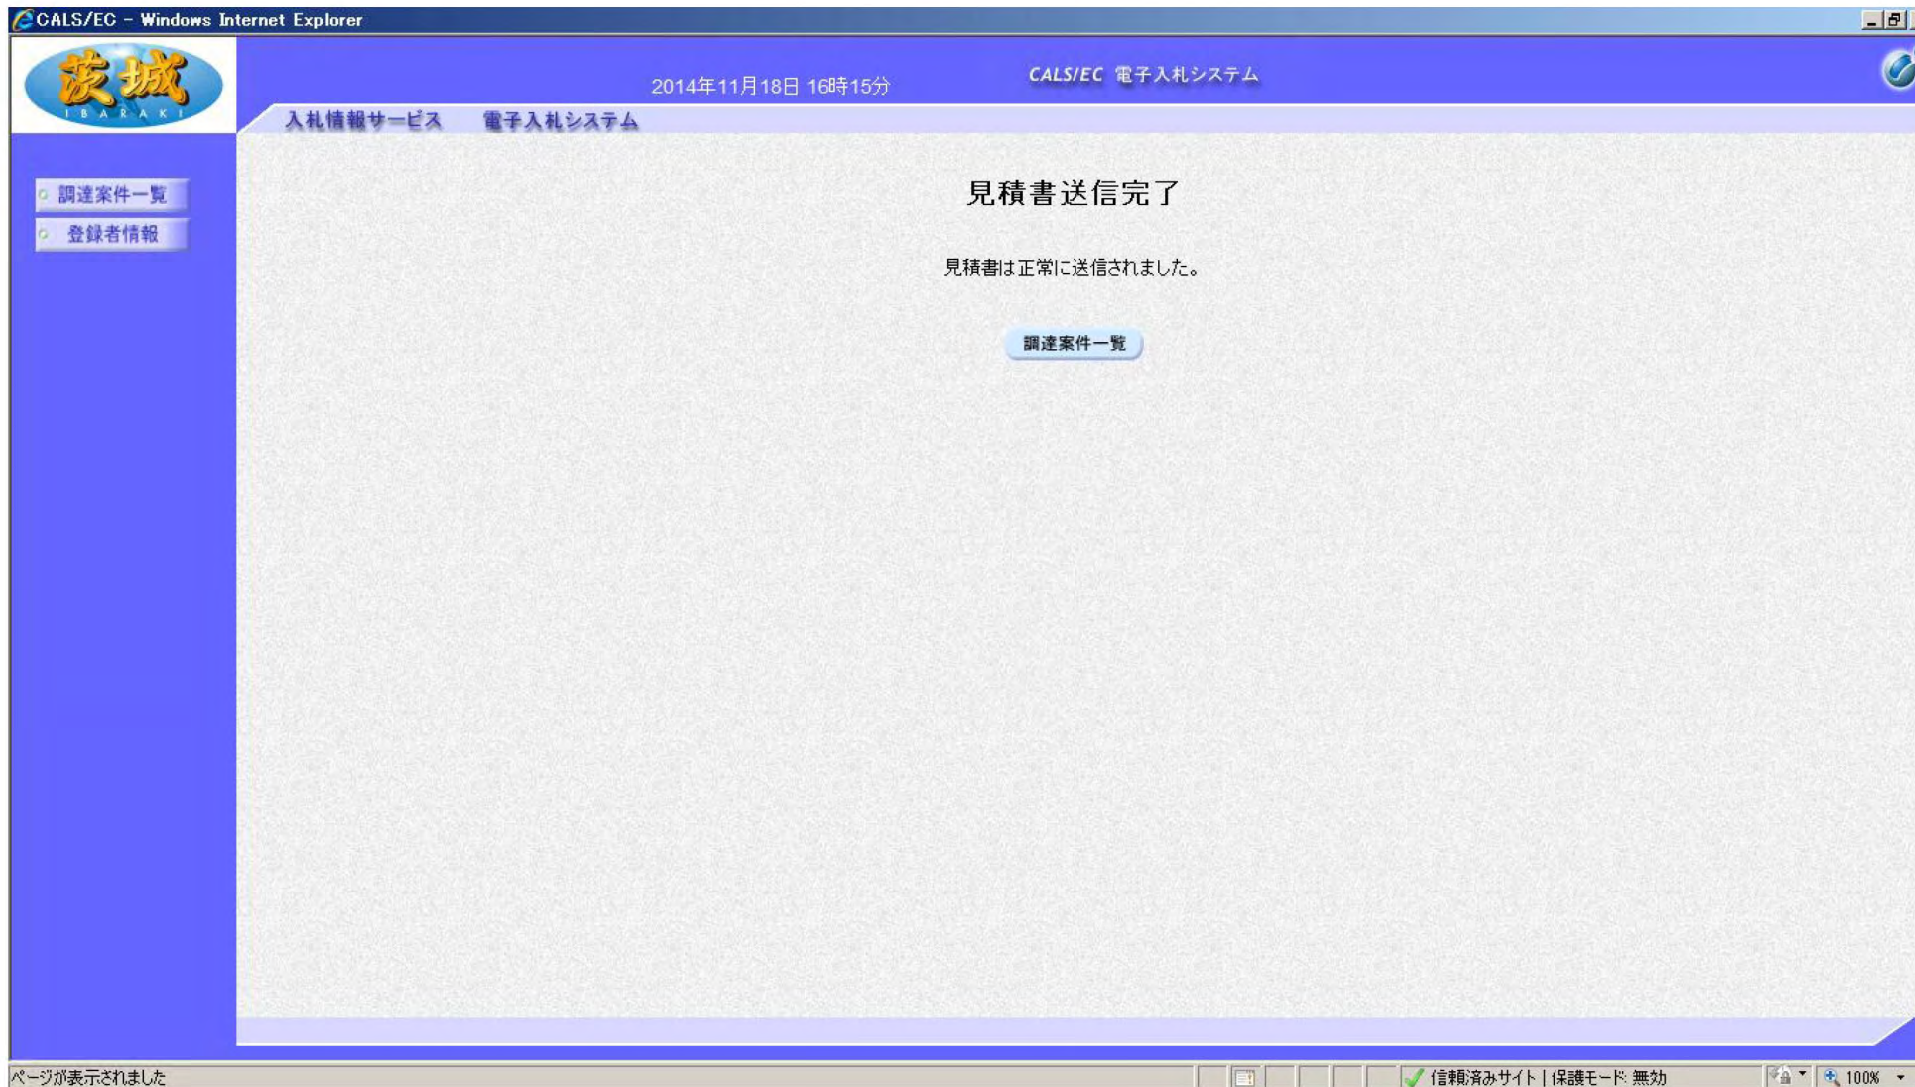 CALS/EC - Windows Internet Explorer
茨城
IBARAKI
2014年11月18日 16時15分
CALS/EC 電子入札システム
入札情報サービス 電子入札システム
調達案件一覧
登録者情報
見積書送信完了
見積書は正常に送信されました。
調達案件一覧
ページが表示されました
信頼済みサイト | 保護モード: 無効
100%